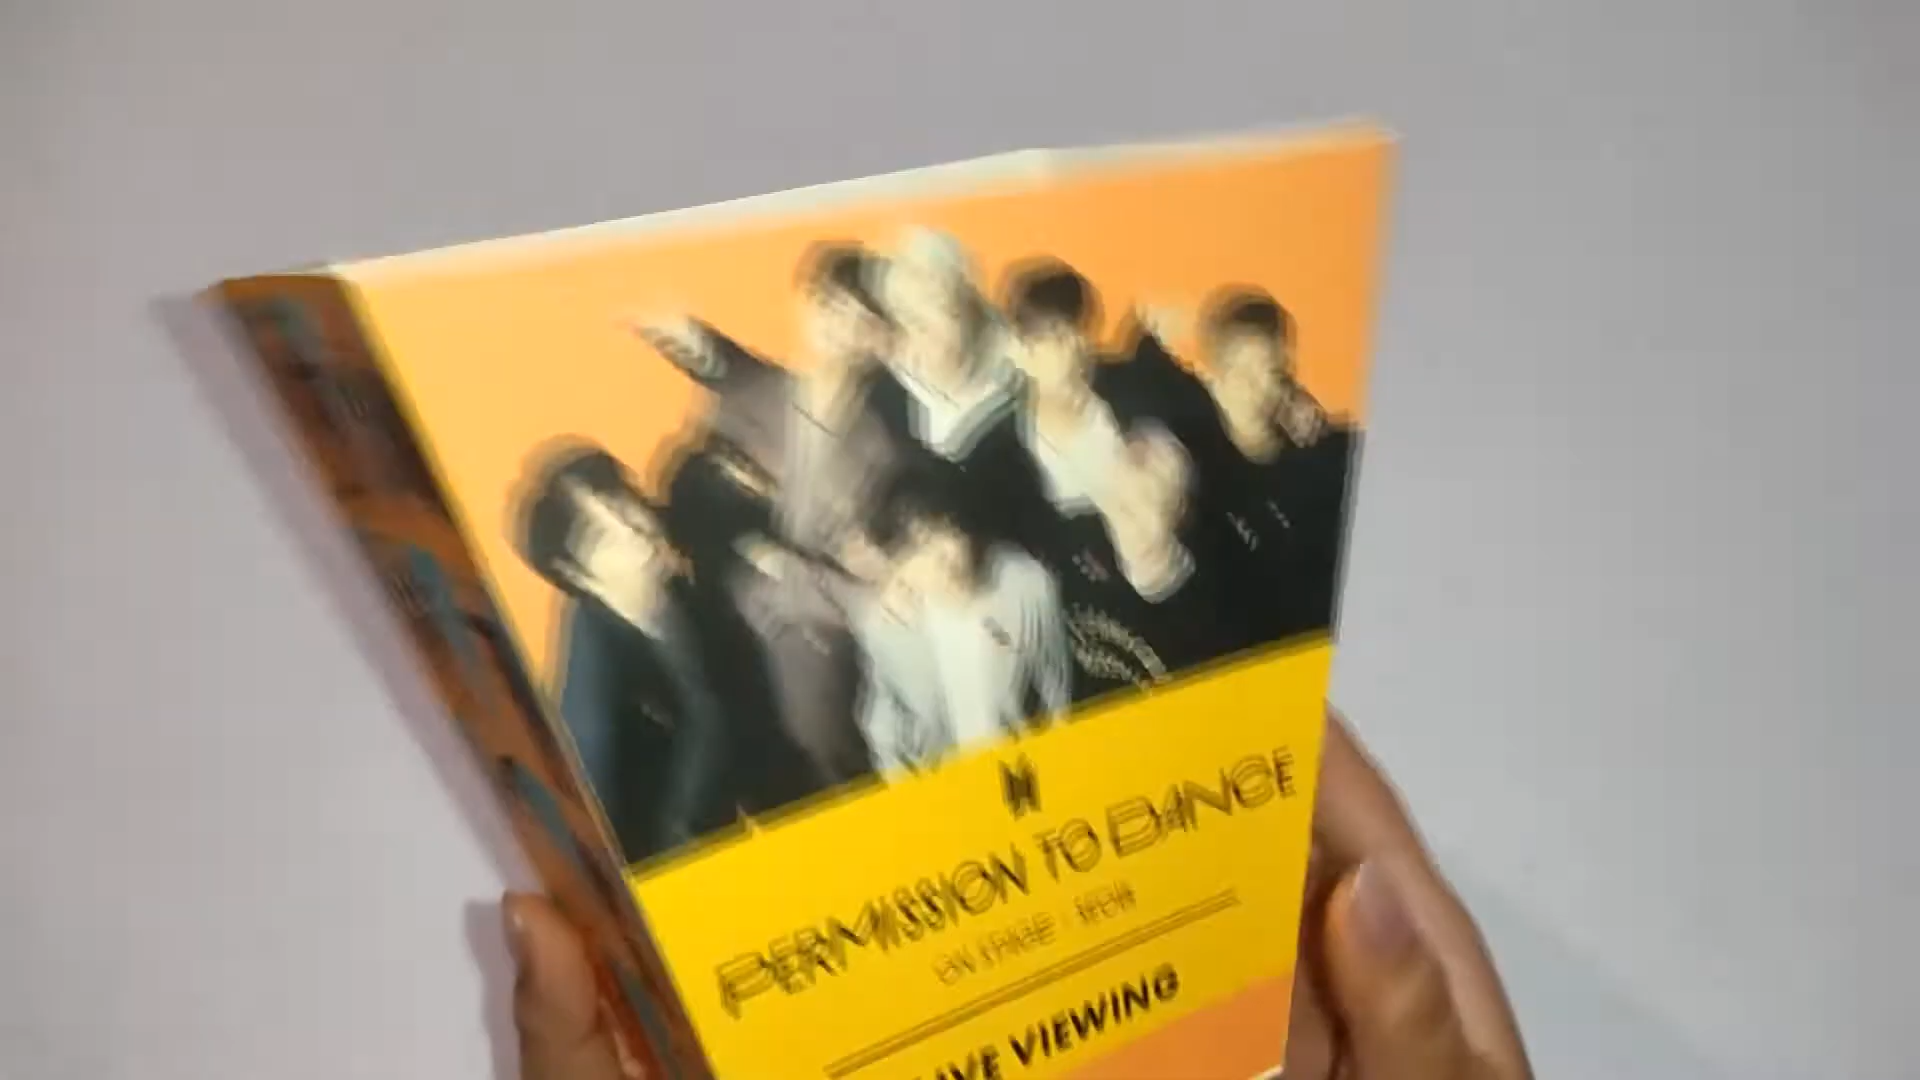 PERMISSION TO DANCE
ON STAGE - SEOUL
LIVE VIEWING